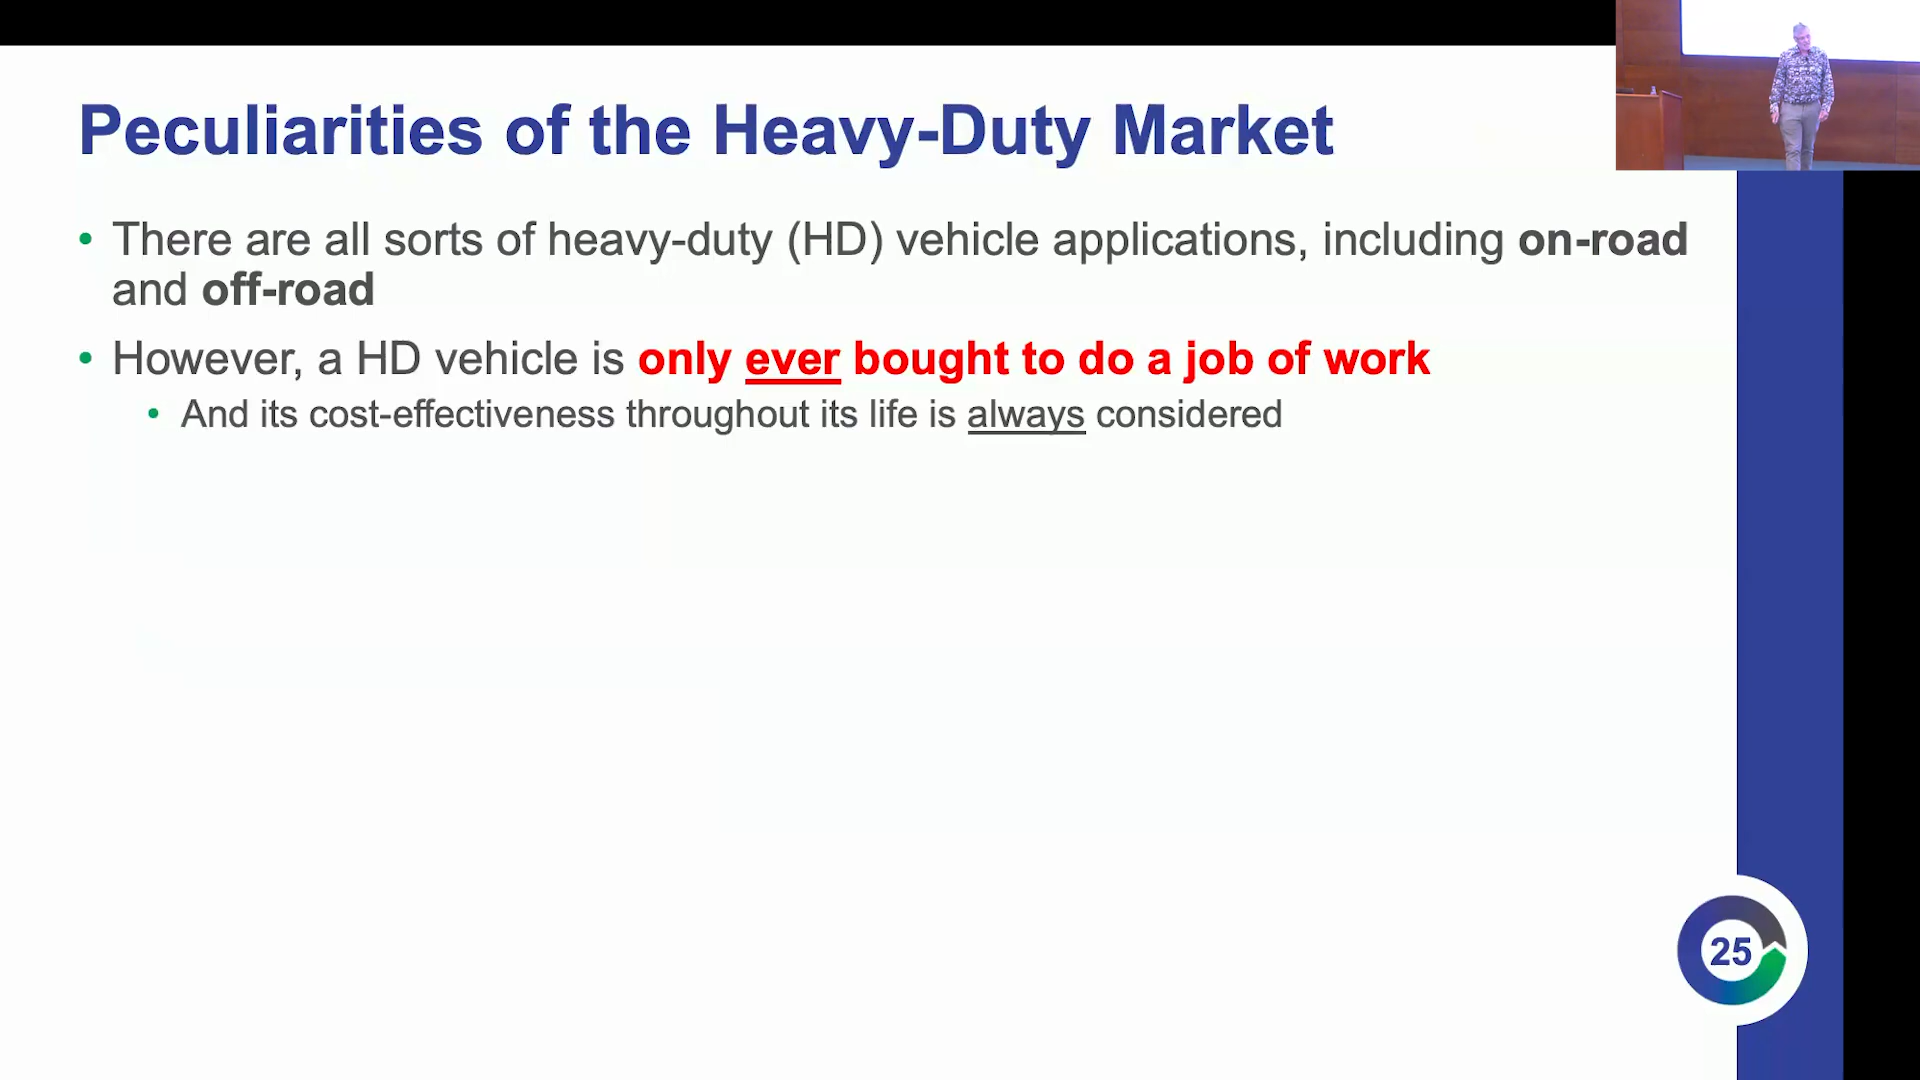 Peculiarities of the Heavy-Duty Market
• There are all sorts of heavy-duty (HD) vehicle applications, including on-road
and off-road
• However, a HD vehicle is only ever bought to do a job of work
• And its cost-effectiveness throughout its life is always considered
25